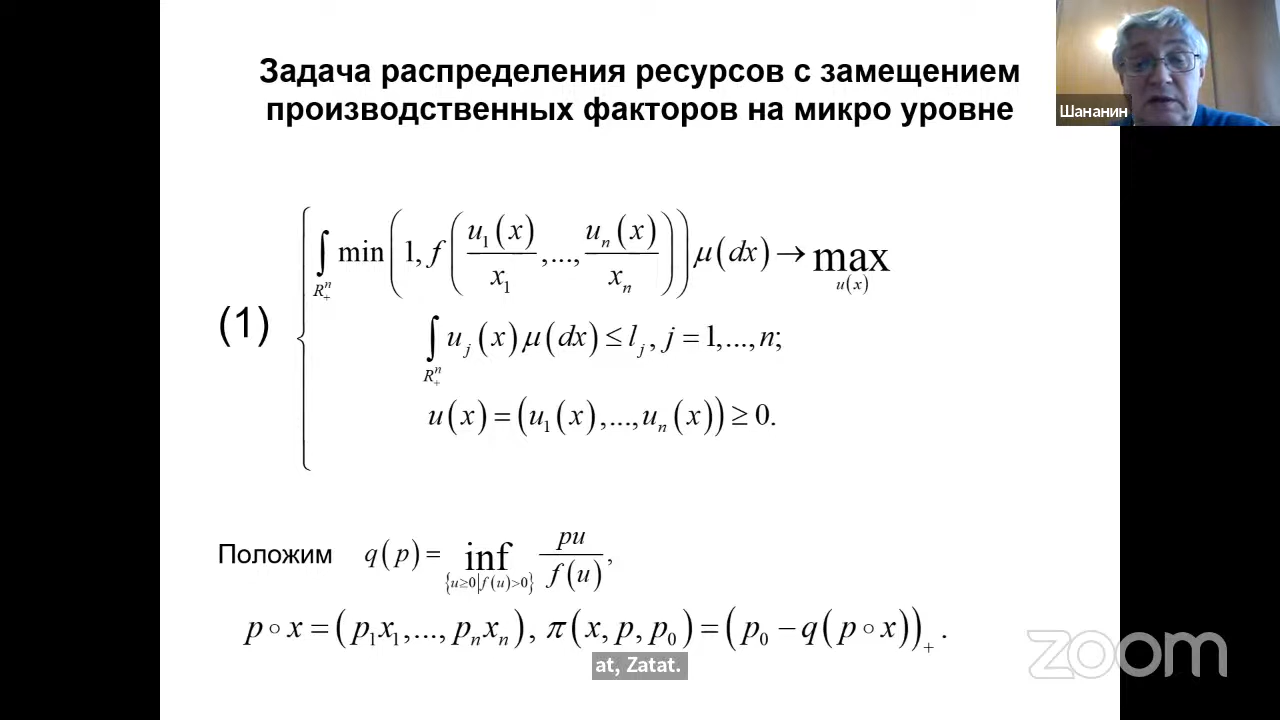 Задача распределения ресурсов с замещением
производственных факторов на микро уровне
Шананин
(1)
∫_{R_+^n} min(1, f(u_1(x)/x_1, ..., u_n(x)/x_n)) μ(dx) → max_{u(x)}
∫_{R_+^n} u_j(x) μ(dx) ≤ l_j, j = 1,...,n;
u(x) = (u_1(x),...,u_n(x)) ≥ 0.
Положим q(p) = inf_{{u≥0|f(u)>0}} pu/f(u),
p∘x = (p_1x_1,..., p_nx_n), π(x, p, p_0) = (p_0 − q(p∘x))_+ .
at, Zatat.
zoom